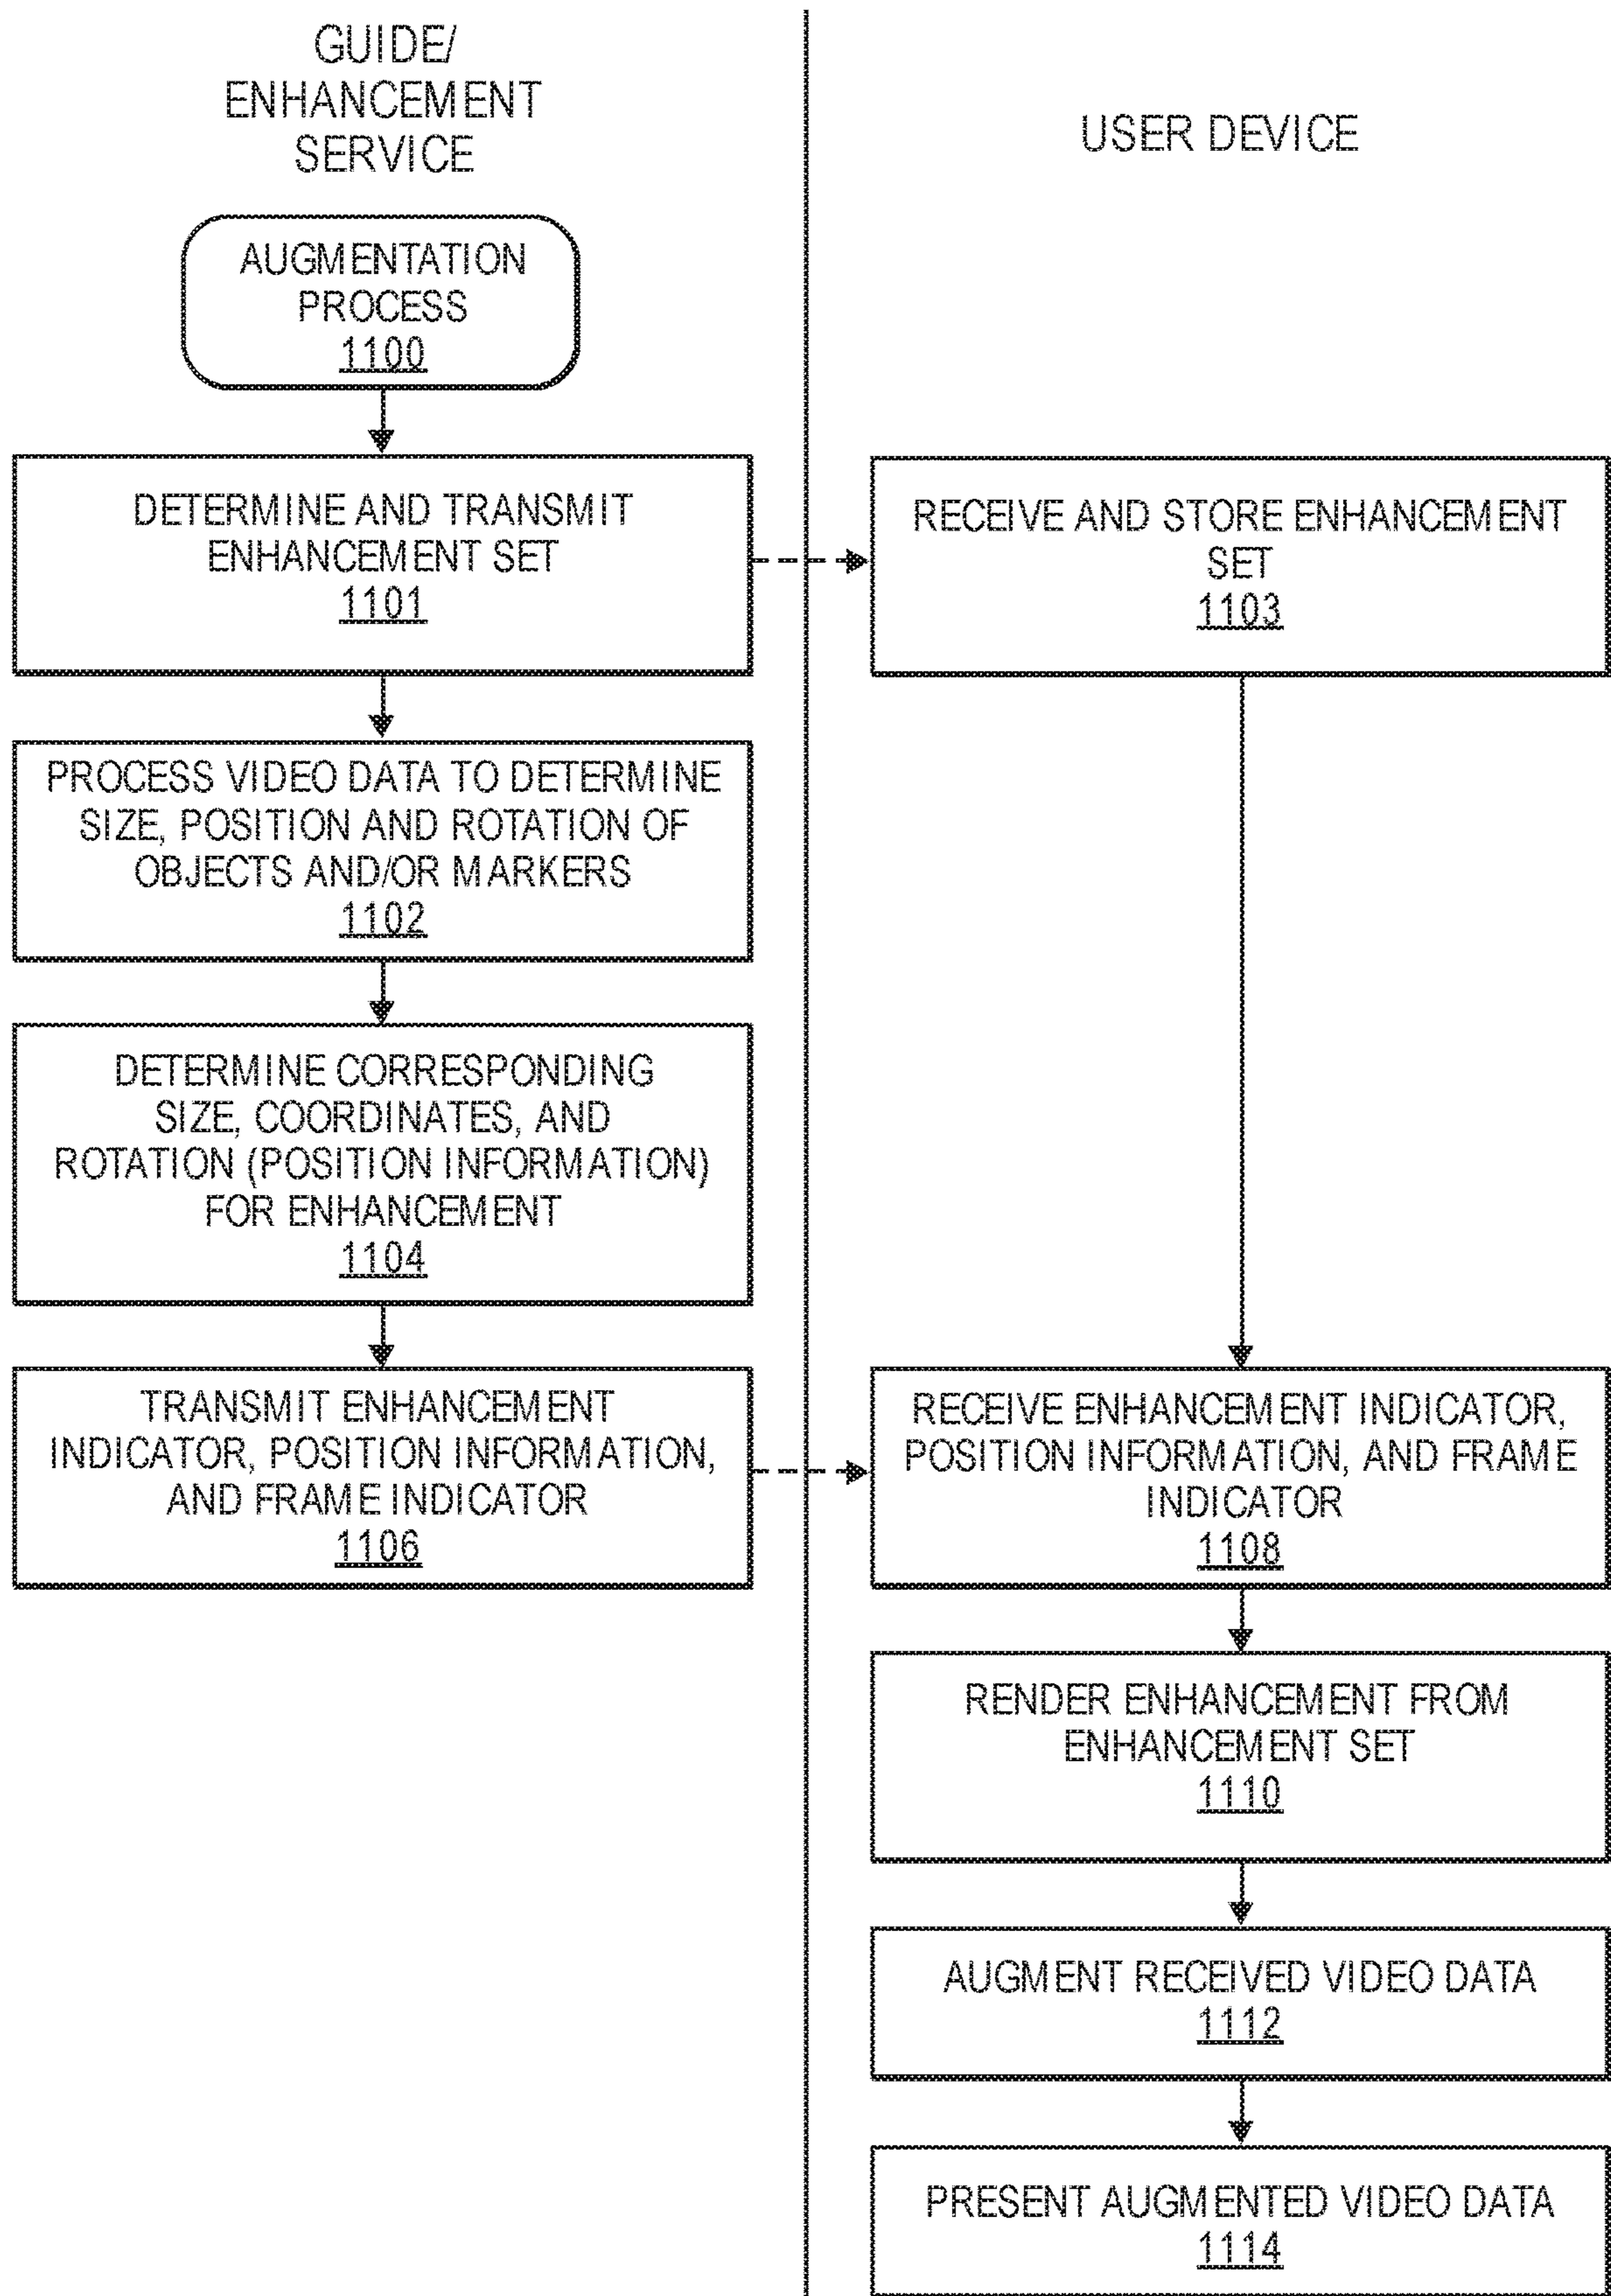 GUIDE/
ENHANCEMENT
SERVICE
USER DEVICE
AUGMENTATION
PROCESS
1100
DETERMINE AND TRANSMIT
ENHANCEMENT SET
1101
RECEIVE AND STORE ENHANCEMENT
SET
1103
PROCESS VIDEO DATA TO DETERMINE
SIZE, POSITION AND ROTATION OF
OBJECTS AND/OR MARKERS
1102
DETERMINE CORRESPONDING
SIZE, COORDINATES, AND
ROTATION (POSITION INFORMATION)
FOR ENHANCEMENT
1104
TRANSMIT ENHANCEMENT
INDICATOR, POSITION INFORMATION,
AND FRAME INDICATOR
1106
RECEIVE ENHANCEMENT INDICATOR,
POSITION INFORMATION, AND FRAME
INDICATOR
1108
RENDER ENHANCEMENT FROM
ENHANCEMENT SET
1110
AUGMENT RECEIVED VIDEO DATA
1112
PRESENT AUGMENTED VIDEO DATA
1114